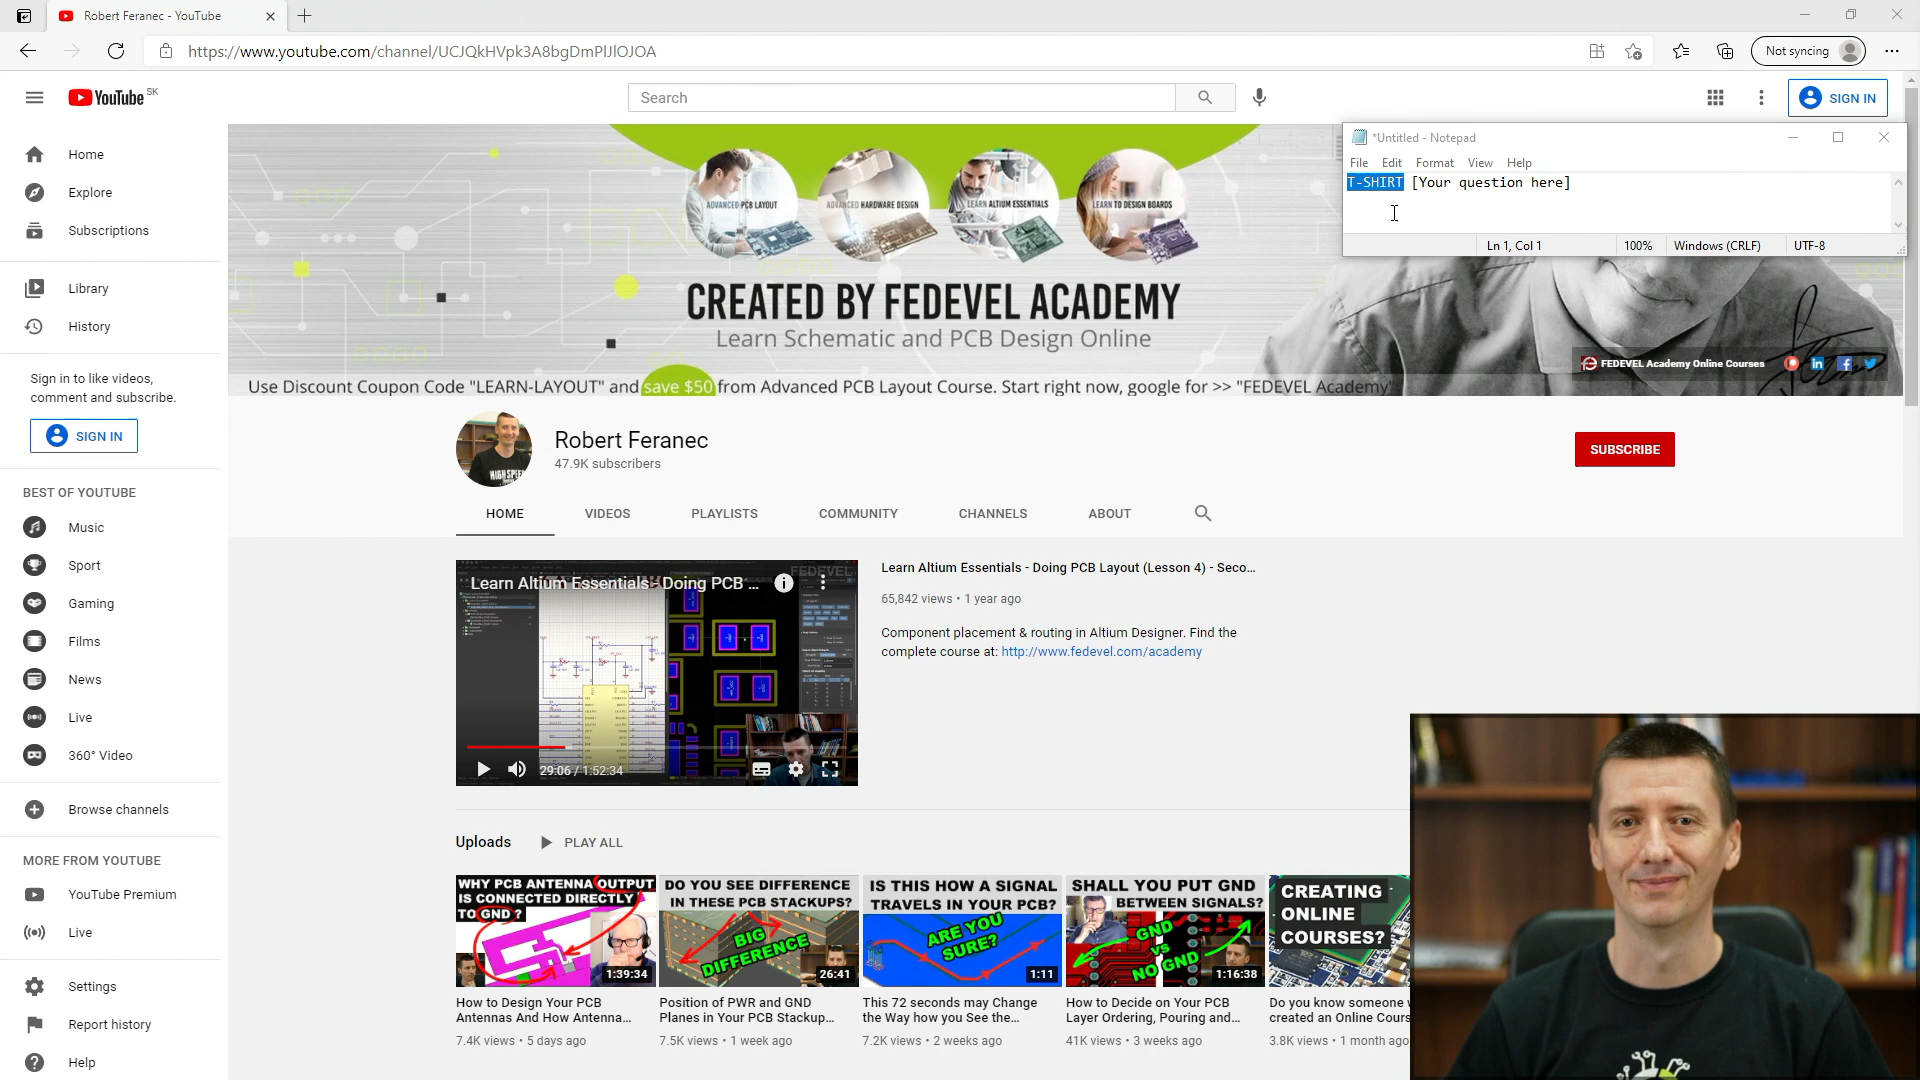 Robert Feranec - YouTube
https://www.youtube.com/channel/UCJQkHVpk3A8bgDmPlJlOJOA
Not syncing
YouTube SK
Search
SIGN IN
Home
Explore
Subscriptions
Library
History
Sign in to like videos,
comment and subscribe.
SIGN IN
BEST OF YOUTUBE
Music
Sport
Gaming
Films
News
Live
360° Video
Browse channels
MORE FROM YOUTUBE
YouTube Premium
Live
Settings
Report history
Help
ADVANCED PCB LAYOUT
ADVANCED HARDWARE DESIGN
LEARN ALTIUM ESSENTIALS
LEARN TO DESIGN BOARDS
CREATED BY FEDEVEL ACADEMY
Learn Schematic and PCB Design Online
FEDEVEL Academy Online Courses
Use Discount Coupon Code "LEARN-LAYOUT" and save $50 from Advanced PCB Layout Course. Start right now, google for >> "FEDEVEL Academy"
*Untitled - Notepad
File Edit Format View Help
T-SHIRT [Your question here]
Ln 1, Col 1
100%
Windows (CRLF)
UTF-8
HIGH SPEED
Robert Feranec
47.9K subscribers
SUBSCRIBE
HOME
VIDEOS
PLAYLISTS
COMMUNITY
CHANNELS
ABOUT
FEDEVEL
Learn Altium Essentials - Doing PCB ...
29:06 / 1:52:34
Learn Altium Essentials - Doing PCB Layout (Lesson 4) - Seco...
65,842 views • 1 year ago
Component placement & routing in Altium Designer. Find the
complete course at: http://www.fedevel.com/academy
Uploads
PLAY ALL
WHY PCB ANTENNA OUTPUT
IS CONNECTED DIRECTLY
TO GND ?
1:39:34
How to Design Your PCB
Antennas And How Antenna...
7.4K views • 5 days ago
DO YOU SEE DIFFERENCE
IN THESE PCB STACKUPS?
BIG
DIFFERENCE
26:41
Position of PWR and GND
Planes in Your PCB Stackup...
7.5K views • 1 week ago
IS THIS HOW A SIGNAL
TRAVELS IN YOUR PCB?
ARE YOU
SURE?
1:11
This 72 seconds may Change
the Way how you See the...
7.2K views • 2 weeks ago
SHALL YOU PUT GND
BETWEEN SIGNALS?
GND
vs
NO GND
1:16:38
How to Decide on Your PCB
Layer Ordering, Pouring and...
41K views • 3 weeks ago
CREATING
ONLINE
COURSES?
Do you know someone
created an Online Cours
3.8K views • 1 month ago